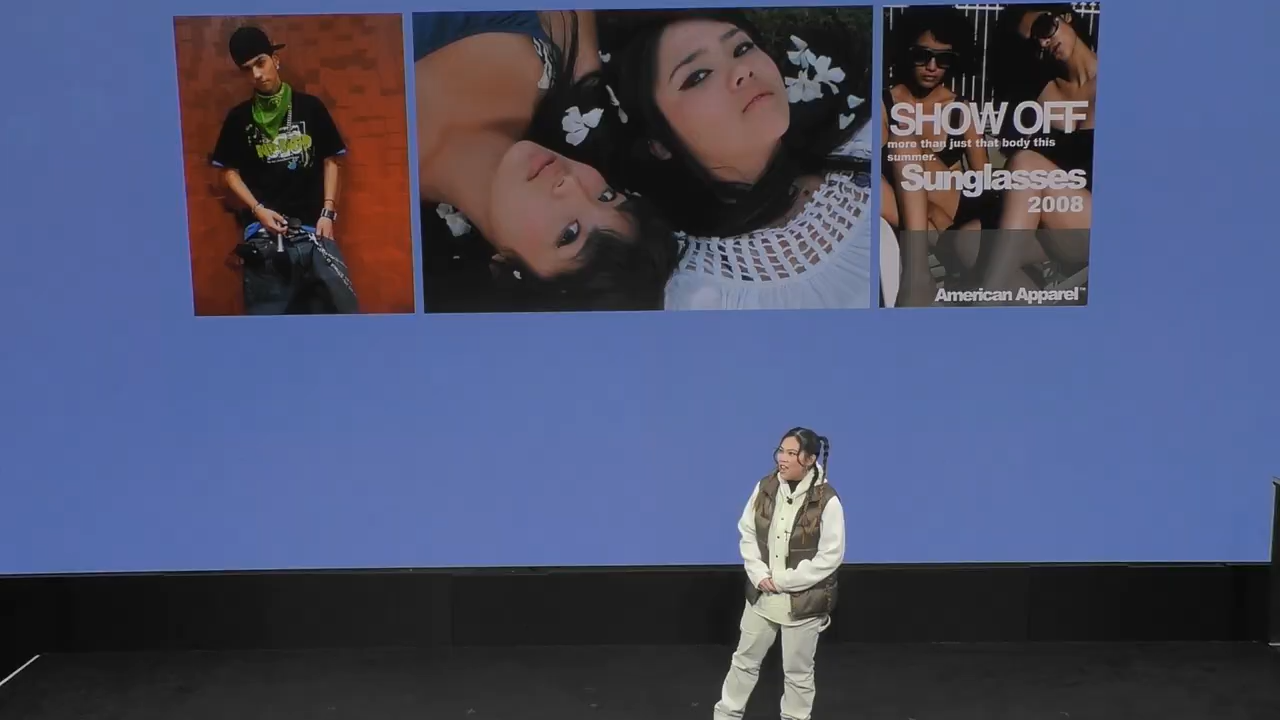 SHOW OFF
more than just that body this
summer.
Sunglasses
2008
American Apparel™